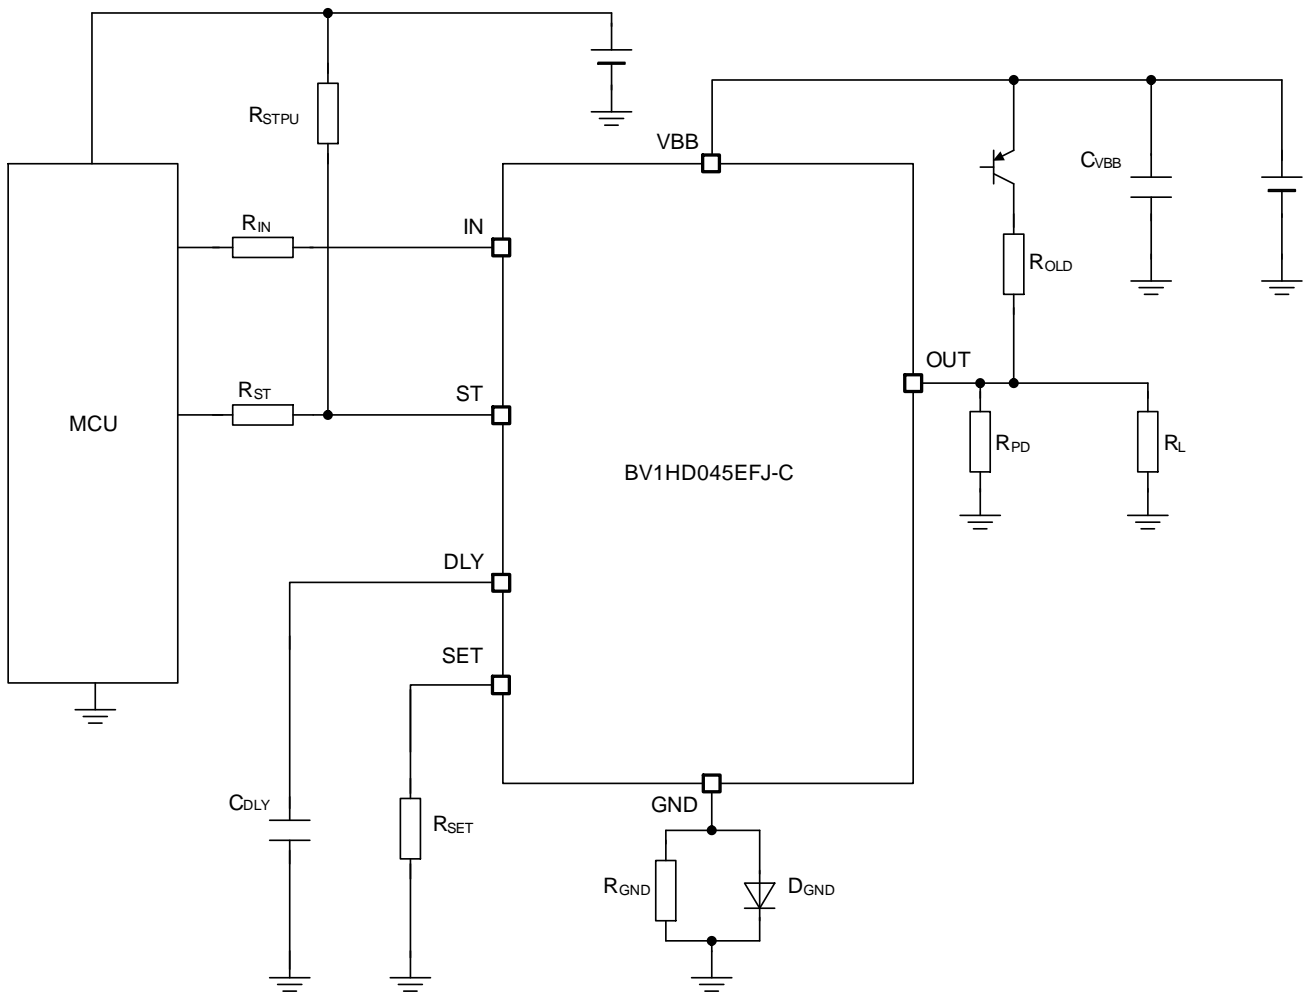 RSTPU
VBB
CVBB
RIN
IN
ROLD
OUT
RST
ST
MCU
RPD
RL
BV1HD045EFJ-C
DLY
SET
CDLY
GND
RSET
RGND
DGND